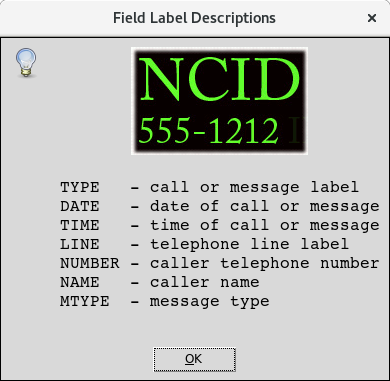 Field Label Descriptions
NCID
555-1212
TYPE - call or message label
DATE - date of call or message
TIME - time of call or message
LINE - telephone line label
NUMBER - caller telephone number
NAME - caller name
MTYPE - message type
OK